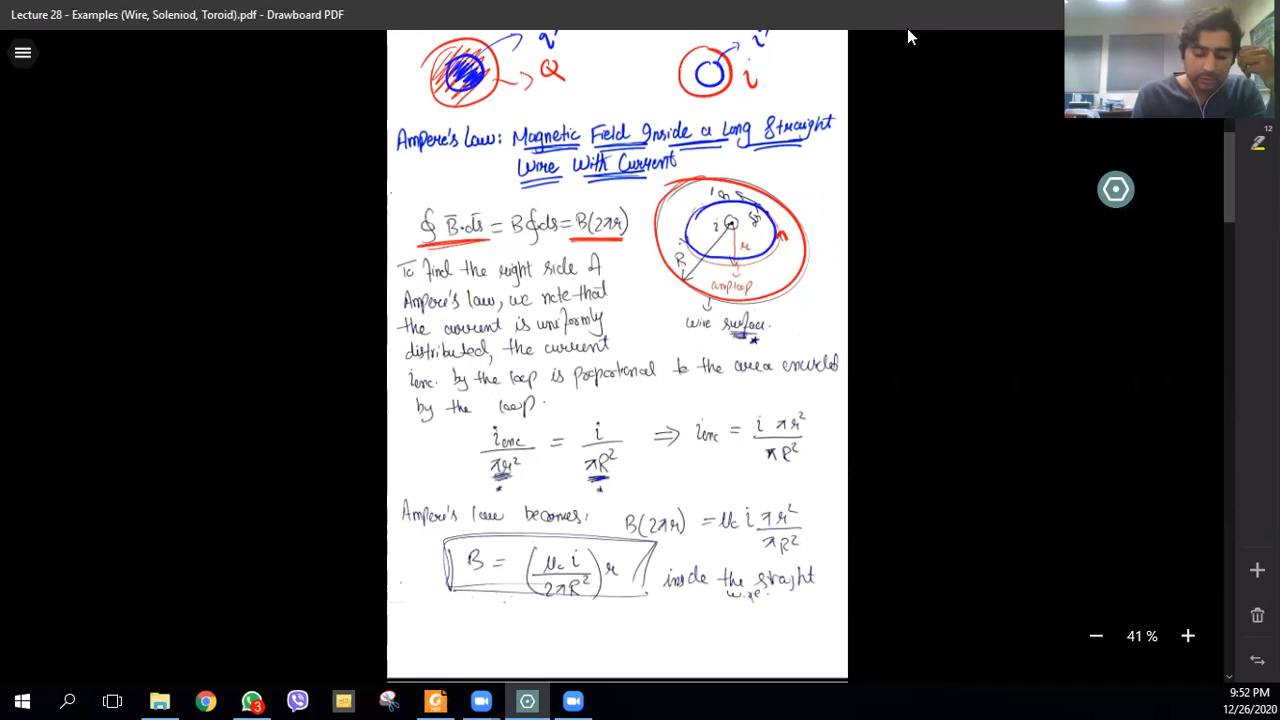 Lecture 28 - Examples (Wire, Soleniod, Toroid).pdf - Drawboard PDF
q'
Q
i'
i
Ampere's Law: Magnetic Field Inside a Long Straight
Wire With Current
∮ B̄·ds̄ = B∮ds = B(2πr)
i
r
R
amploop
wire surface.
To find the right side of
Ampere's law, we note that
the current is uniformly
distributed, the current
ienc. by the loop is proportional to the area encircled
by the loop.
ienc/πr² = i/πR² ⇒ ienc = i πr²/πR²
Ampere's law becomes: B(2πr) = μ₀ i πr²/πR²
B = (μ₀ i/2πR²) r inside the straght
wire.
12
41 %
3
9:52 PM
12/26/2020